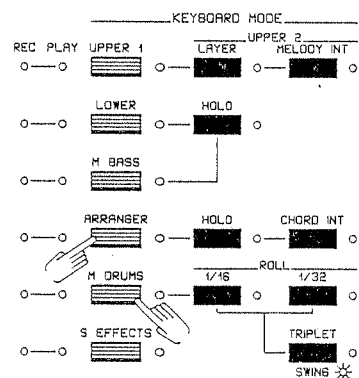 KEYBOARD MODE
UPPER 2
REC PLAY UPPER 1 LAYER MELODY INT
LOWER HOLD
M BASS
ARRANGER HOLD CHORD INT
ROLL
M DRUMS 1/16 1/32
S EFFECTS TRIPLET
SWING